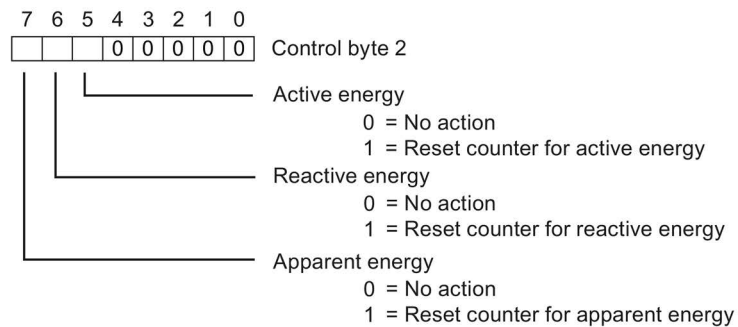 7 6 5 4 3 2 1 0
0 0 0 0 0 Control byte 2
Active energy
0 = No action
1 = Reset counter for active energy
Reactive energy
0 = No action
1 = Reset counter for reactive energy
Apparent energy
0 = No action
1 = Reset counter for apparent energy